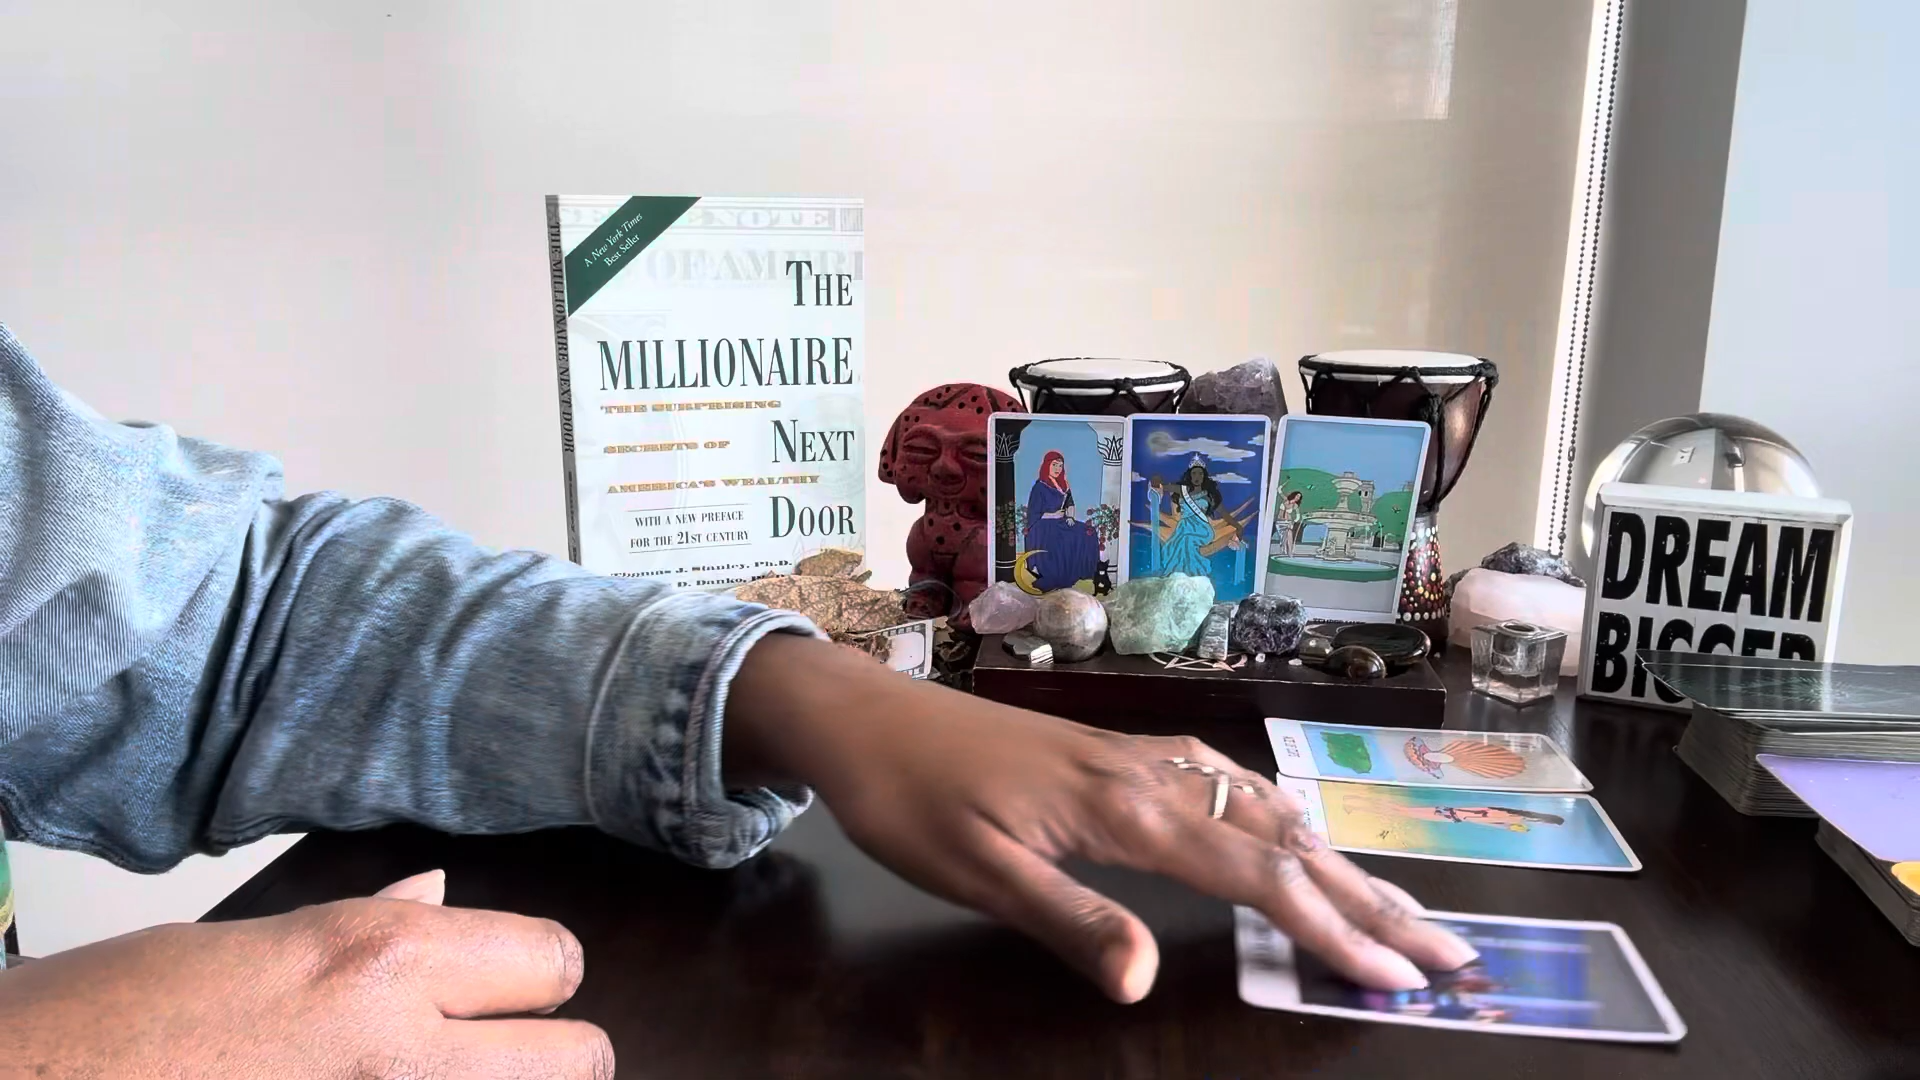 THE MILLIONAIRE NEXT DOOR
A New York Times
Best Seller
THE
MILLIONAIRE
THE SURPRISING
SECRETS OF
NEXT
AMERICA'S WEALTHY
WITH A NEW PREFACE
FOR THE 21ST CENTURY
DOOR
Thomas J. Stanley, Ph.D.
D. Danko,
DREAM
BIGGER